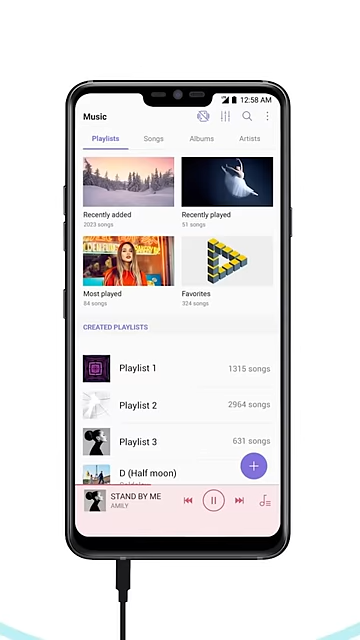 12:58 AM
Music
Playlists Songs Albums Artists
Recently added Recently played
2023 songs 51 songs
Most played Favorites
84 songs 324 songs
CREATED PLAYLISTS
Playlist 1 1315 songs
Playlist 2 2964 songs
Playlist 3 631 songs
D (Half moon)
STAND BY ME
AMILY